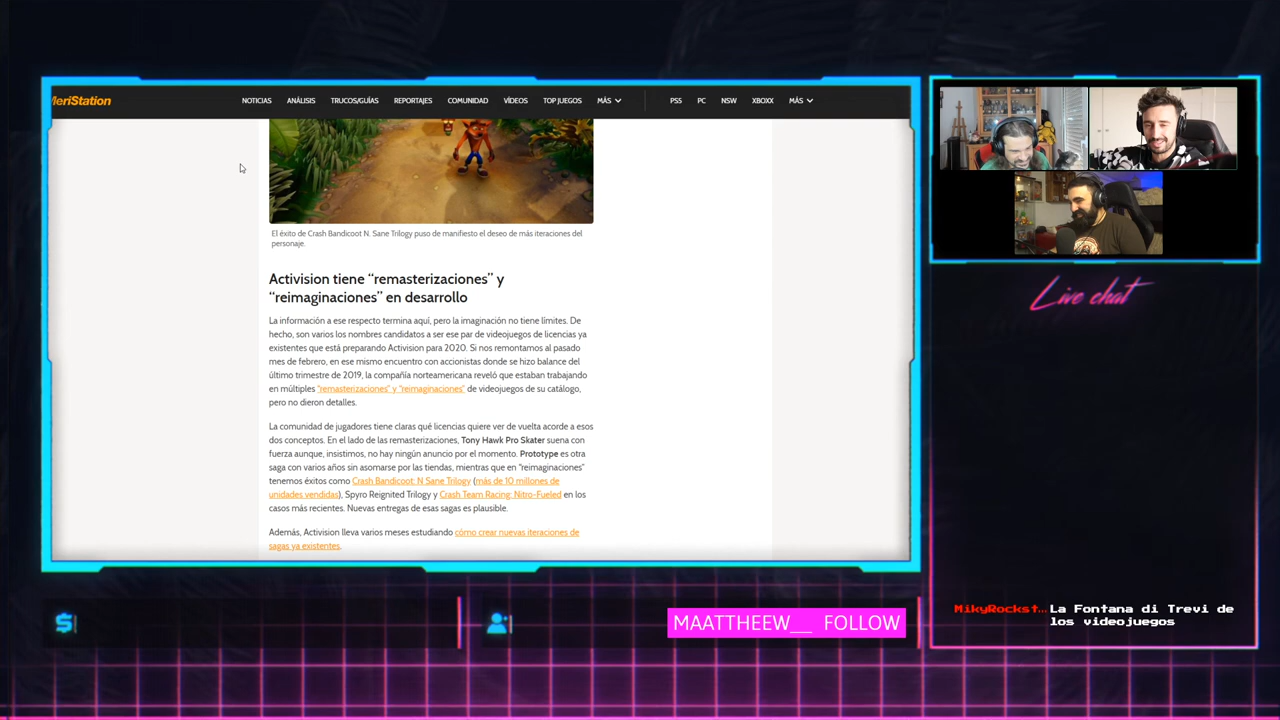 MeriStation
NOTICIAS ANÁLISIS TRUCOS/GUÍAS REPORTAJES COMUNIDAD VÍDEOS TOP JUEGOS MÁS PS5 PC NSW XBOXX MÁS
El éxito de Crash Bandicoot N. Sane Trilogy puso de manifiesto el deseo de más iteraciones del
personaje.
Activision tiene “remasterizaciones” y
“reimaginaciones” en desarrollo
La información a ese respecto termina aquí, pero la imaginación no tiene límites. De
hecho, son varios los nombres candidatos a ser ese par de videojuegos de licencias ya
existentes que está preparando Activision para 2020. Si nos remontamos al pasado
mes de febrero, en ese mismo encuentro con accionistas donde se hizo balance del
último trimestre de 2019, la compañía norteamericana reveló que estaban trabajando
en múltiples “remasterizaciones” y “reimaginaciones” de videojuegos de su catálogo,
pero no dieron detalles.
La comunidad de jugadores tiene claras qué licencias quiere ver de vuelta acorde a esos
dos conceptos. En el lado de las remasterizaciones, Tony Hawk Pro Skater suena con
fuerza aunque, insistimos, no hay ningún anuncio por el momento. Prototype es otra
saga con varios años sin asomarse por las tiendas, mientras que en “reimaginaciones”
tenemos éxitos como Crash Bandicoot: N Sane Trilogy (más de 10 millones de
unidades vendidas), Spyro Reignited Trilogy y Crash Team Racing: Nitro-Fueled en los
casos más recientes. Nuevas entregas de esas sagas es plausible.
Además, Activision lleva varios meses estudiando cómo crear nuevas iteraciones de
sagas ya existentes.
Live chat
MikyRockst… La Fontana di Trevi de
los videojuegos
MAATTHEEW__ FOLLOW